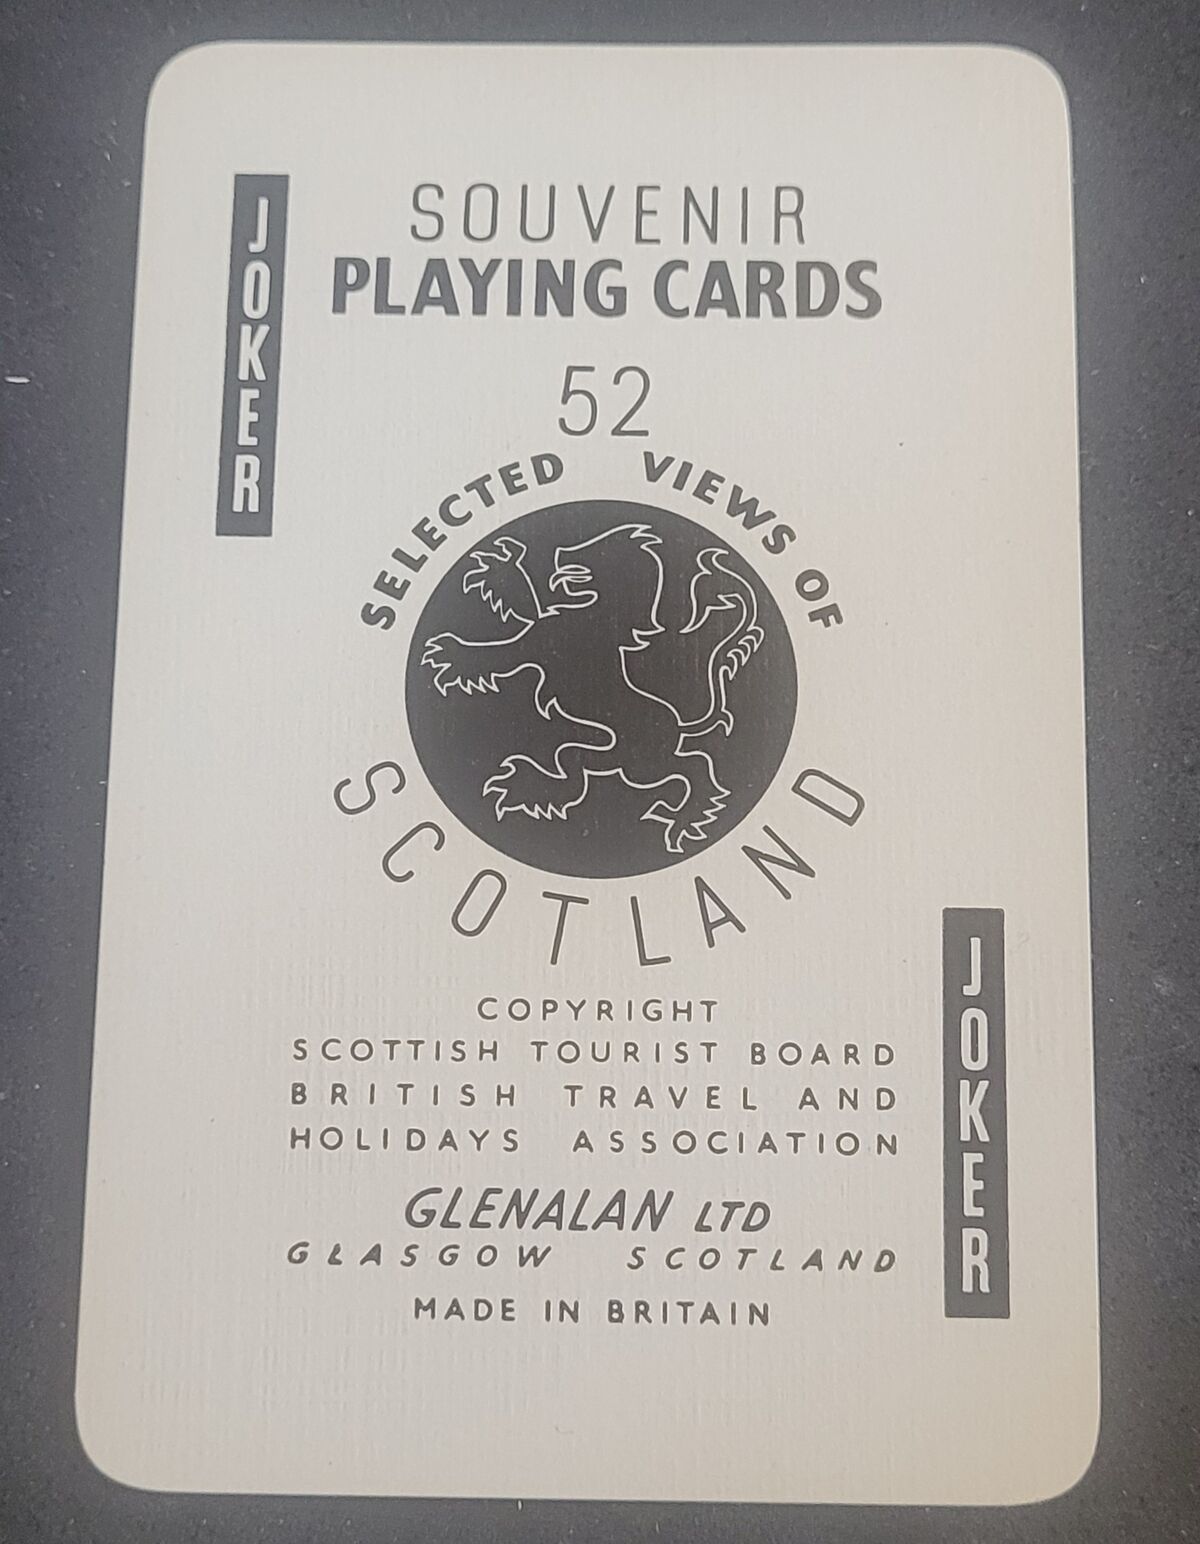 JOKER
SOUVENIR
PLAYING CARDS
52
SELECTED VIEWS OF
SCOTLAND
COPYRIGHT
SCOTTISH TOURIST BOARD
BRITISH TRAVEL AND
HOLIDAYS ASSOCIATION
GLENALAN LTD
GLASGOW SCOTLAND
MADE IN BRITAIN
JOKER